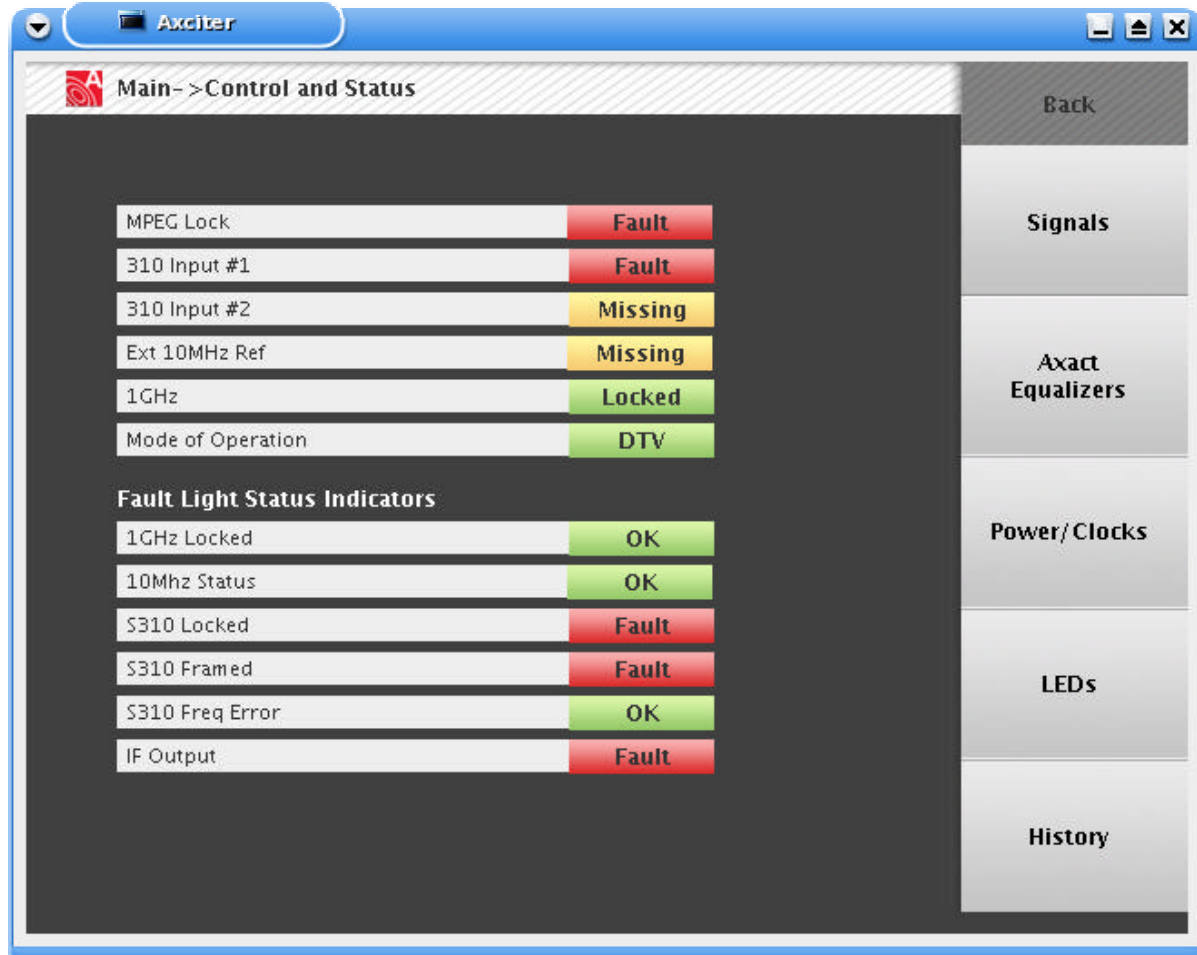 Axciter
Main->Control and Status
Back
MPEG Lock Fault
310 Input #1 Fault
310 Input #2 Missing
Ext 10MHz Ref Missing
1GHz Locked
Mode of Operation DTV
Fault Light Status Indicators
1GHz Locked OK
10Mhz Status OK
S310 Locked Fault
S310 Framed Fault
S310 Freq Error OK
IF Output Fault
Signals
Axact
Equalizers
Power/Clocks
LEDs
History